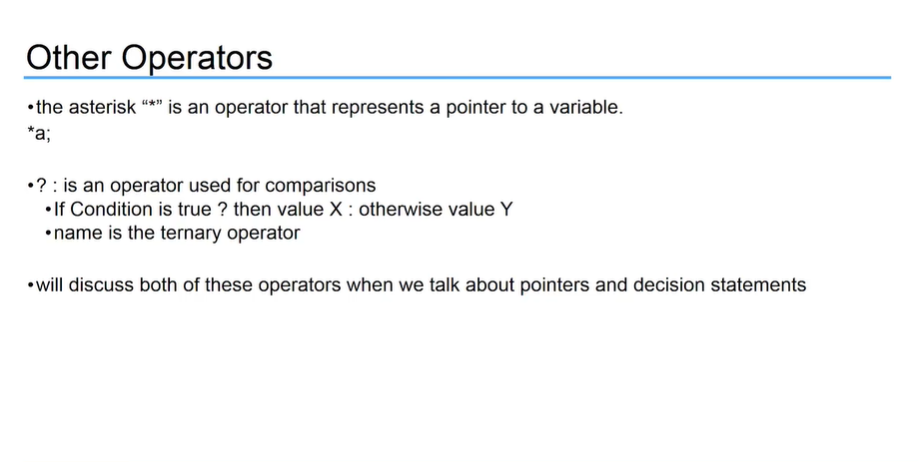 Other Operators
•the asterisk “*” is an operator that represents a pointer to a variable.
*a;
•? : is an operator used for comparisons
•If Condition is true ? then value X : otherwise value Y
•name is the ternary operator
•will discuss both of these operators when we talk about pointers and decision statements